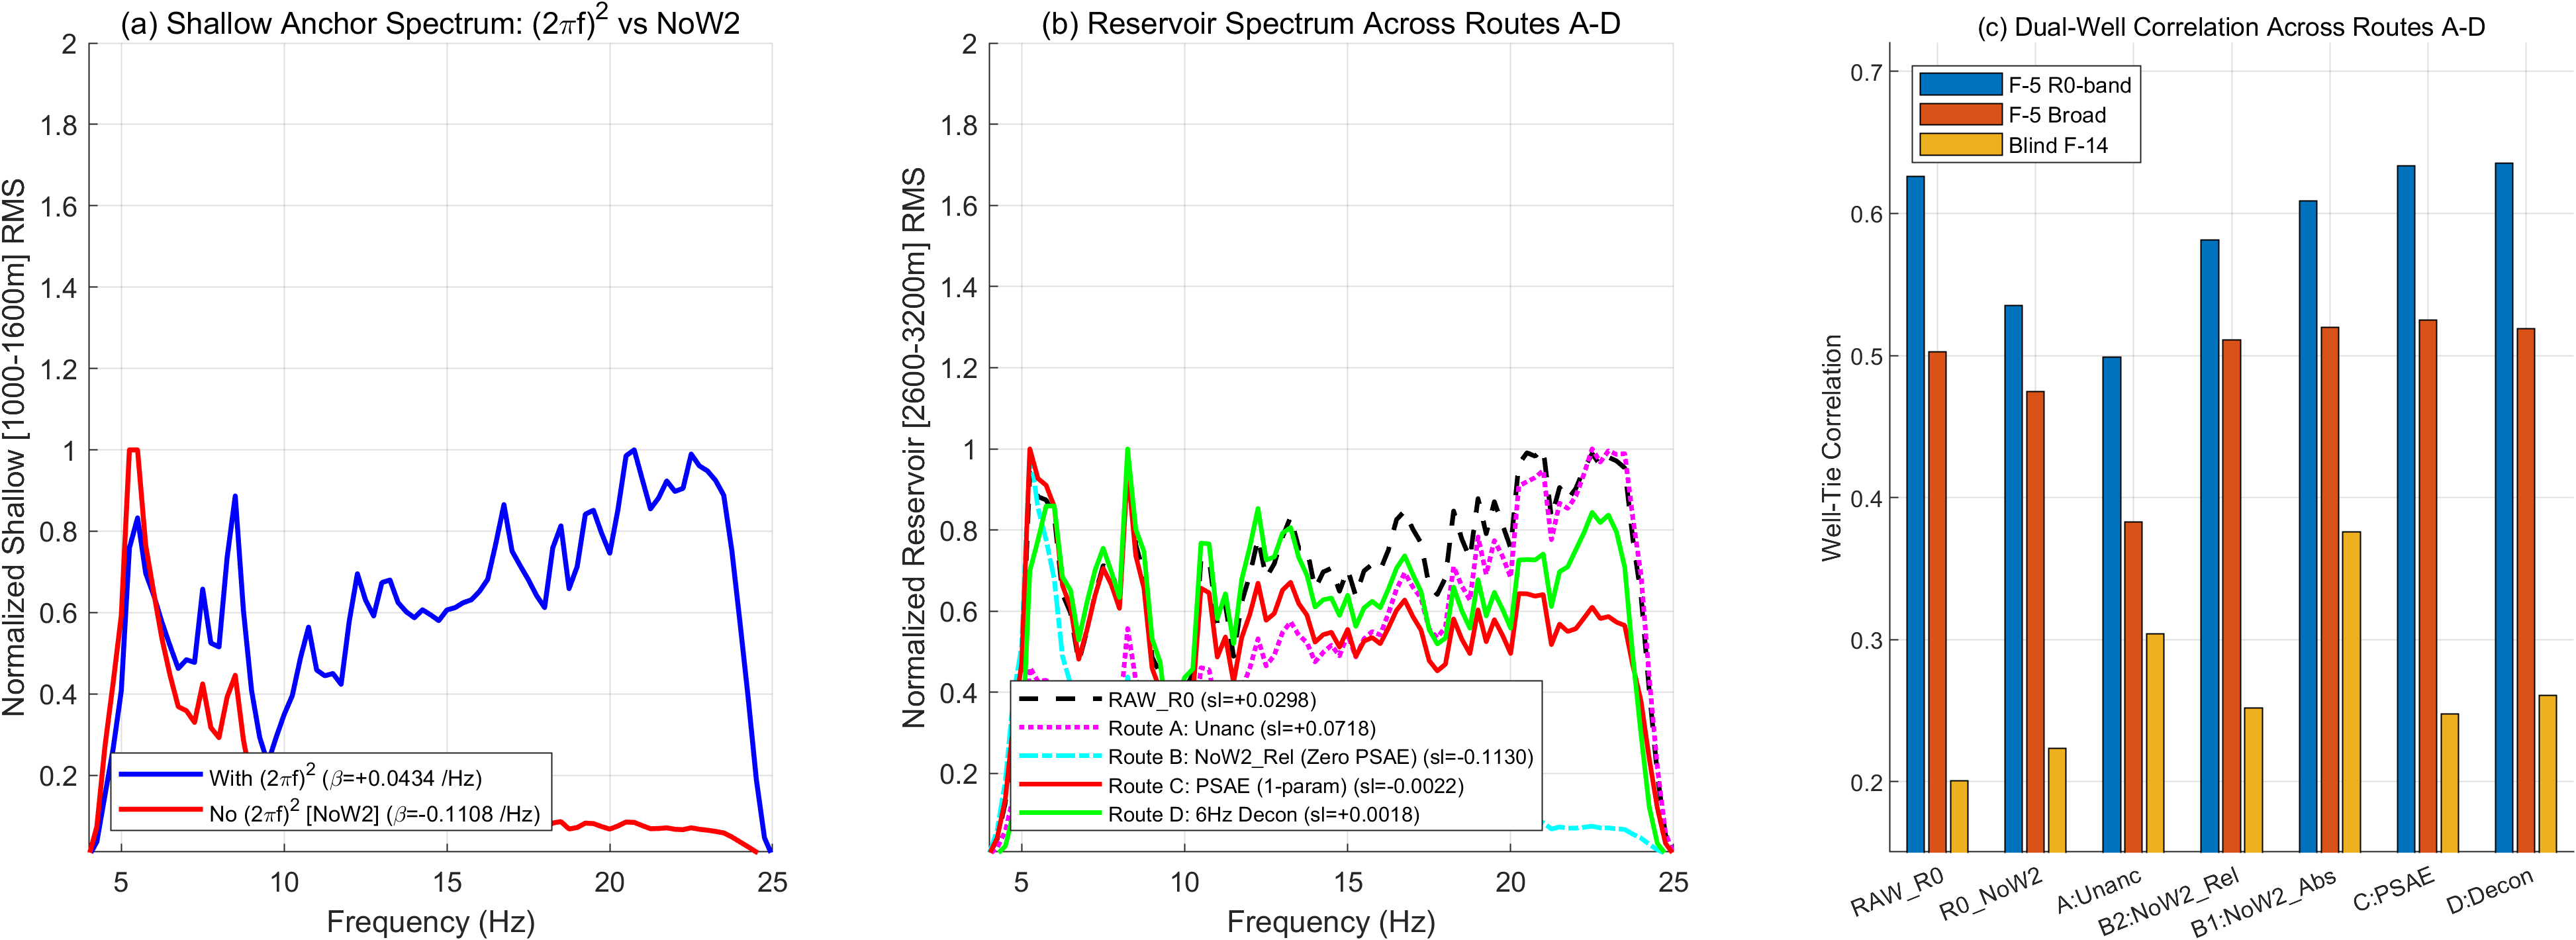 (a) Shallow Anchor Spectrum: (2πf)² vs NoW2
Normalized Shallow [1000-1600m] RMS
2
1.8
1.6
1.4
1.2
1
0.8
0.6
0.4
0.2
With (2πf)² (β=+0.0434 /Hz)
No (2πf)² [NoW2] (β=-0.1108 /Hz)
5 10 15 20 25
Frequency (Hz)
(b) Reservoir Spectrum Across Routes A-D
Normalized Reservoir [2600-3200m] RMS
2
1.8
1.6
1.4
1.2
1
0.8
0.6
0.4
0.2
RAW_R0 (sl=+0.0298)
Route A: Unanc (sl=+0.0718)
Route B: NoW2_Rel (Zero PSAE) (sl=-0.1130)
Route C: PSAE (1-param) (sl=-0.0022)
Route D: 6Hz Decon (sl=+0.0018)
5 10 15 20 25
Frequency (Hz)
(c) Dual-Well Correlation Across Routes A-D
Well-Tie Correlation
0.7
0.6
0.5
0.4
0.3
0.2
F-5 R0-band
F-5 Broad
Blind F-14
RAW_R0
R0_NoW2
A:Unanc
B2:NoW2_Rel
B1:NoW2_Abs
C:PSAE
D:Decon